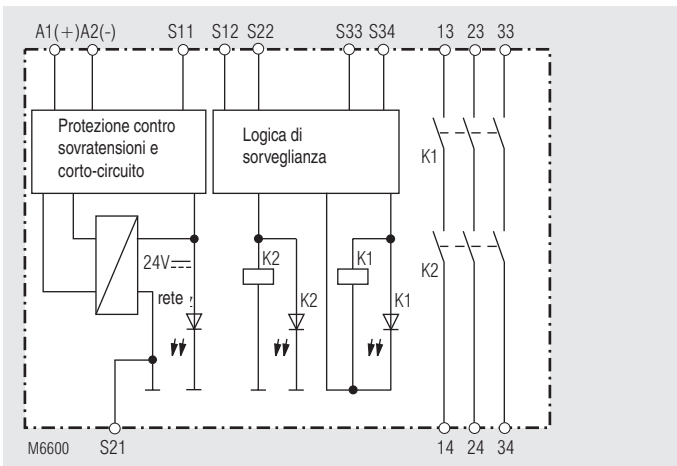 A1(+) A2(-) S11 S12 S22 S33 S34 13 23 33
Protezione contro
sovratensioni e
corto-circuito
Logica di
sorveglianza
K1
24V
K2
K1
K2
rete
K2
K1
M6600 S21 14 24 34